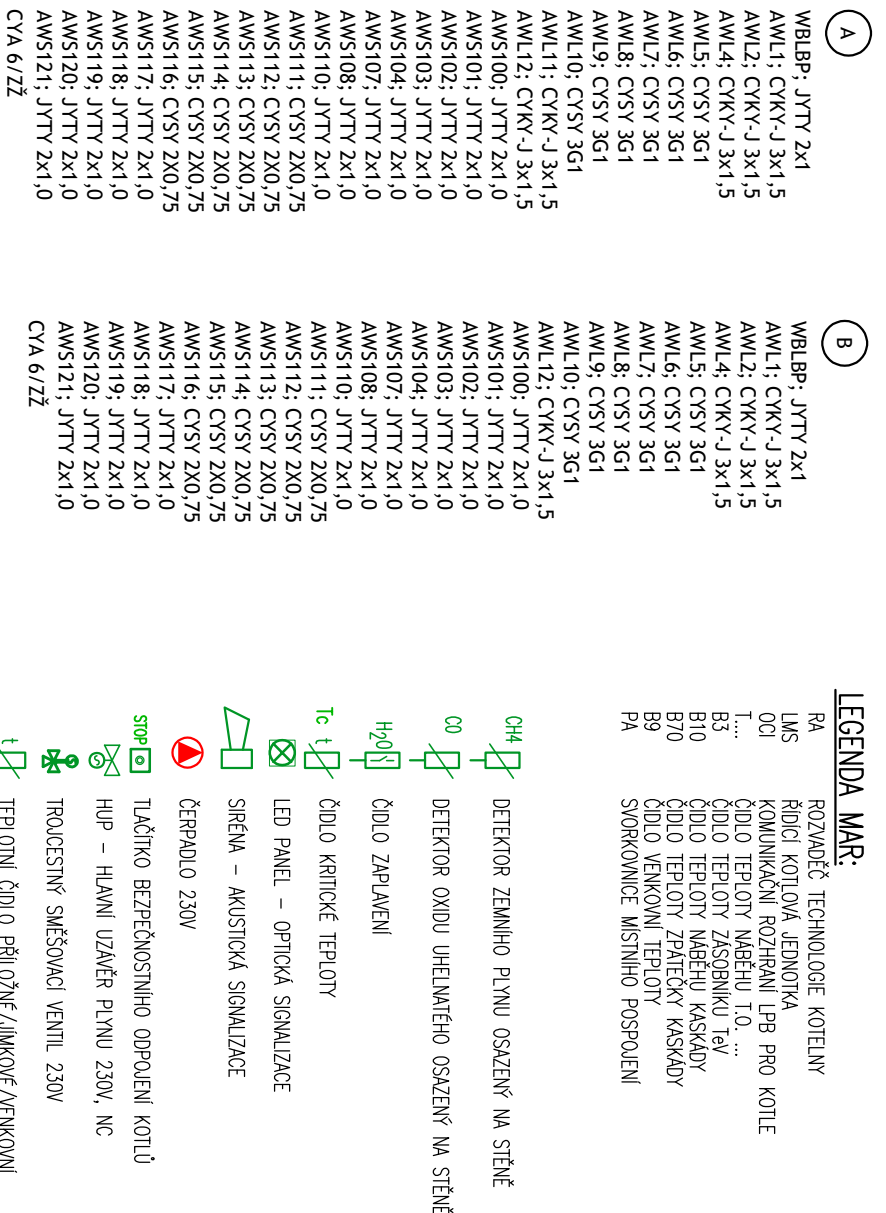 A
WBLBP; JYTY 2x1
AWL1; CYKY-J 3x1,5
AWL2; CYKY-J 3x1,5
AWL4; CYKY-J 3x1,5
AWL5; CYSY 3G1
AWL6; CYSY 3G1
AWL7; CYSY 3G1
AWL8; CYSY 3G1
AWL9; CYSY 3G1
AWL10; CYSY 3G1
AWL11; CYKY-J 3x1,5
AWL12; CYKY-J 3x1,5
AWS100; JYTY 2x1,0
AWS101; JYTY 2x1,0
AWS102; JYTY 2x1,0
AWS103; JYTY 2x1,0
AWS104; JYTY 2x1,0
AWS107; JYTY 2x1,0
AWS108; JYTY 2x1,0
AWS110; JYTY 2x1,0
AWS111; CYSY 2X0,75
AWS112; CYSY 2X0,75
AWS113; CYSY 2X0,75
AWS114; CYSY 2X0,75
AWS115; CYSY 2X0,75
AWS116; CYSY 2X0,75
AWS117; JYTY 2x1,0
AWS118; JYTY 2x1,0
AWS119; JYTY 2x1,0
AWS120; JYTY 2x1,0
AWS121; JYTY 2x1,0
CYA 6/ZŽ
B
WBLBP; JYTY 2x1
AWL1; CYKY-J 3x1,5
AWL2; CYKY-J 3x1,5
AWL4; CYKY-J 3x1,5
AWL5; CYSY 3G1
AWL6; CYSY 3G1
AWL7; CYSY 3G1
AWL8; CYSY 3G1
AWL9; CYSY 3G1
AWL10; CYSY 3G1
AWL12; CYKY-J 3x1,5
AWS100; JYTY 2x1,0
AWS101; JYTY 2x1,0
AWS102; JYTY 2x1,0
AWS103; JYTY 2x1,0
AWS104; JYTY 2x1,0
AWS107; JYTY 2x1,0
AWS108; JYTY 2x1,0
AWS110; JYTY 2x1,0
AWS111; CYSY 2X0,75
AWS112; CYSY 2X0,75
AWS113; CYSY 2X0,75
AWS114; CYSY 2X0,75
AWS115; CYSY 2X0,75
AWS116; CYSY 2X0,75
AWS117; JYTY 2x1,0
AWS118; JYTY 2x1,0
AWS119; JYTY 2x1,0
AWS120; JYTY 2x1,0
AWS121; JYTY 2x1,0
CYA 6/ZŽ
LEGENDA MAR:
RA ROZVADĚČ TECHNOLOGIE KOTELNY
LMS ŘÍDÍCÍ KOTLOVÁ JEDNOTKA
OCI KOMUNIKAČNÍ ROZHRANÍ LPB PRO KOTLE
T... ČIDLO TEPLOTY NÁBĚHU T.O. ...
B3 ČIDLO TEPLOTY ZÁSOBNÍKU TeV
B10 ČIDLO TEPLOTY NÁBĚHU KASKÁDY
B70 ČIDLO TEPLOTY ZPÁTEČKY KASKÁDY
B9 ČIDLO VENKOVNÍ TEPLOTY
PA SVORKOVNICE MÍSTNÍHO POSPOJENÍ
CH4 DETEKTOR ZEMNÍHO PLYNU OSAZENÝ NA STĚNĚ
CO DETEKTOR OXIDU UHELNATÉHO OSAZENÝ NA STĚNĚ
H2O ČIDLO ZAPLAVENÍ
Tc t ČIDLO KRITICKÉ TEPLOTY
LED PANEL – OPTICKÁ SIGNALIZACE
SIRÉNA – AKUSTICKÁ SIGNALIZACE
ČERPADLO 230V
STOP TLAČÍTKO BEZPEČNOSTNÍHO ODPOJENÍ KOTLŮ
S HUP – HLAVNÍ UZÁVĚR PLYNU 230V, NC
TROJCESTNÝ SMĚŠOVACÍ VENTIL 230V
t TEPLOTNÍ ČIDLO PŘÍLOŽNÉ/JÍMKOVÉ/VENKOVNÍ